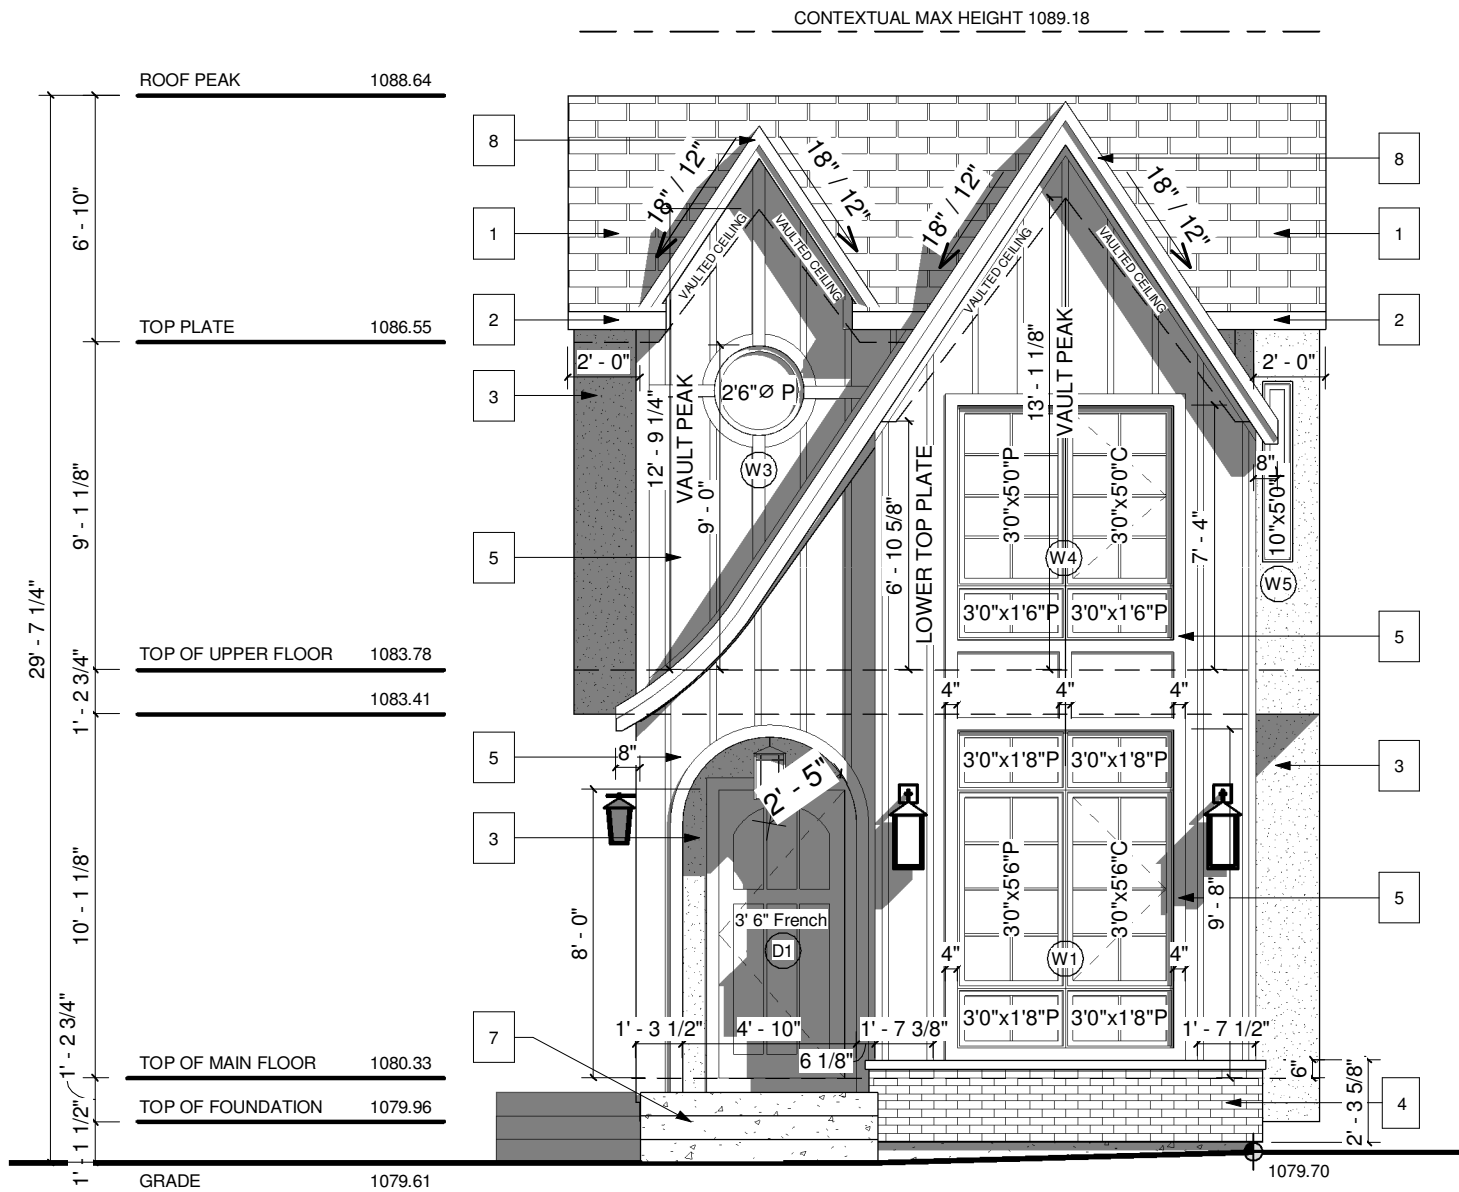 CONTEXTUAL MAX HEIGHT 1089.18
ROOF PEAK 1088.64
8
8
18" / 12"
18" / 12"
18" / 12"
18" / 12"
6' - 10"
1
1
VAULTED CEILING
VAULTED CEILING
VAULTED CEILING
VAULTED CEILING
TOP PLATE 1086.55
2
2
2' - 0"
2' - 0"
3
2'6"Ø P
W3
12' - 9 1/4"
VAULT PEAK
9' - 0"
13' - 1 1/8"
VAULT PEAK
8"
9' - 1 1/8"
29' - 7 1/4"
5
6' - 10 5/8"
LOWER TOP PLATE
3'0"x5'0"P
3'0"x5'0"C
W4
7' - 4"
10"x5'0"
W5
3'0"x1'6"P
3'0"x1'6"P
5
TOP OF UPPER FLOOR 1083.78
1' - 2 3/4"
1083.41
4"
4"
4"
8"
5
3'0"x1'8"P
3'0"x1'8"P
3
2' - 5"
3
3'0"x5'6"P
3'0"x5'6"C
5
10' - 1 1/8"
8' - 0"
3' 6" French
D1
9' - 8"
W1
4"
4"
1' - 3 1/2"
4' - 10"
6 1/8"
1' - 7 3/8"
3'0"x1'8"P
3'0"x1'8"P
1' - 7 1/2"
7
1' - 2 3/4"
TOP OF MAIN FLOOR 1080.33
6"
2' - 3 5/8"
TOP OF FOUNDATION 1079.96
4
1' - 1 1/2"
GRADE 1079.61
1079.70